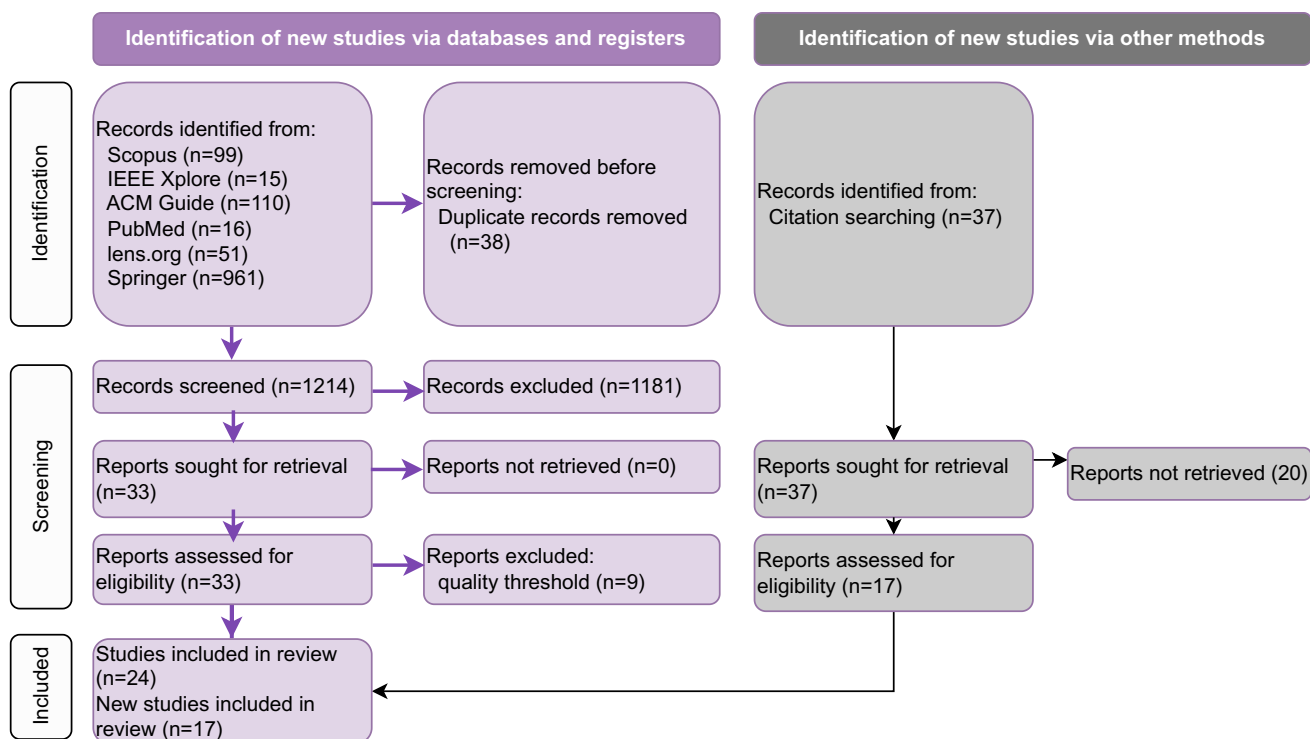 Identification of new studies via databases and registers
Identification of new studies via other methods
Identification
Records identified from:
Scopus (n=99)
IEEE Xplore (n=15)
ACM Guide (n=110)
PubMed (n=16)
lens.org (n=51)
Springer (n=961)
Records removed before
screening:
Duplicate records removed
(n=38)
Records identified from:
Citation searching (n=37)
Screening
Records screened (n=1214)
Records excluded (n=1181)
Reports sought for retrieval
(n=33)
Reports not retrieved (n=0)
Reports sought for retrieval
(n=37)
Reports not retrieved (20)
Reports assessed for
eligibility (n=33)
Reports excluded:
quality threshold (n=9)
Reports assessed for
eligibility (n=17)
Included
Studies included in review
(n=24)
New studies included in
review (n=17)